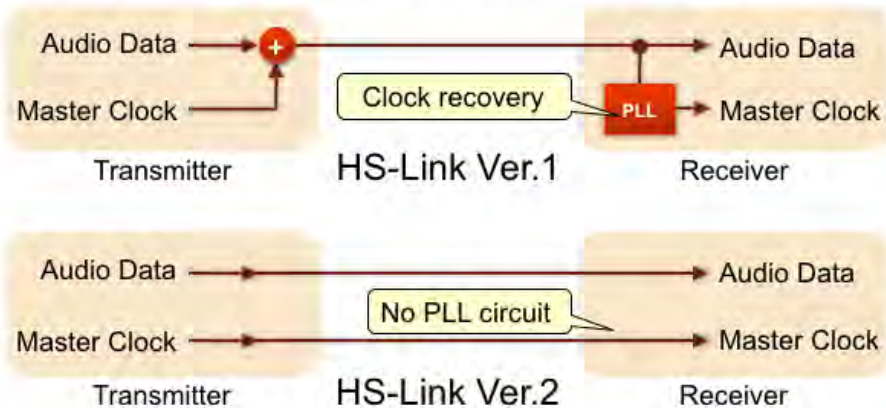 Audio Data + Audio Data
Clock recovery
Master Clock PLL Master Clock
Transmitter HS-Link Ver.1 Receiver
Audio Data Audio Data
No PLL circuit
Master Clock Master Clock
Transmitter HS-Link Ver.2 Receiver